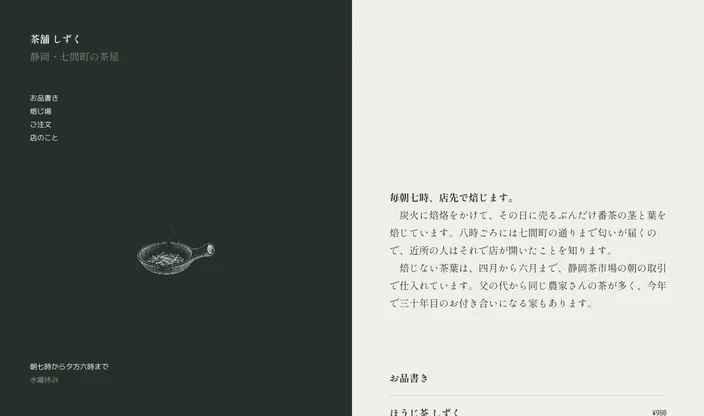 茶舗 しずく
静岡・七間町の茶屋
お品書き
焙じ場
ご注文
店のこと
朝七時から夕方六時まで
水曜休み
毎朝七時、店先で焙じます。
炭火に焙烙をかけて、その日に売るぶんだけ番茶の茎と葉を
焙じています。八時ごろには七間町の通りまで匂いが届くの
で、近所の人はそれで店が開いたことを知ります。
焙じない茶葉は、四月から六月まで、静岡茶市場の朝の取引
で仕入れています。父の代から同じ農家さんの茶が多く、今年
で三十年目のお付き合いになる家もあります。
お品書き
ほうじ茶 しずく ¥980